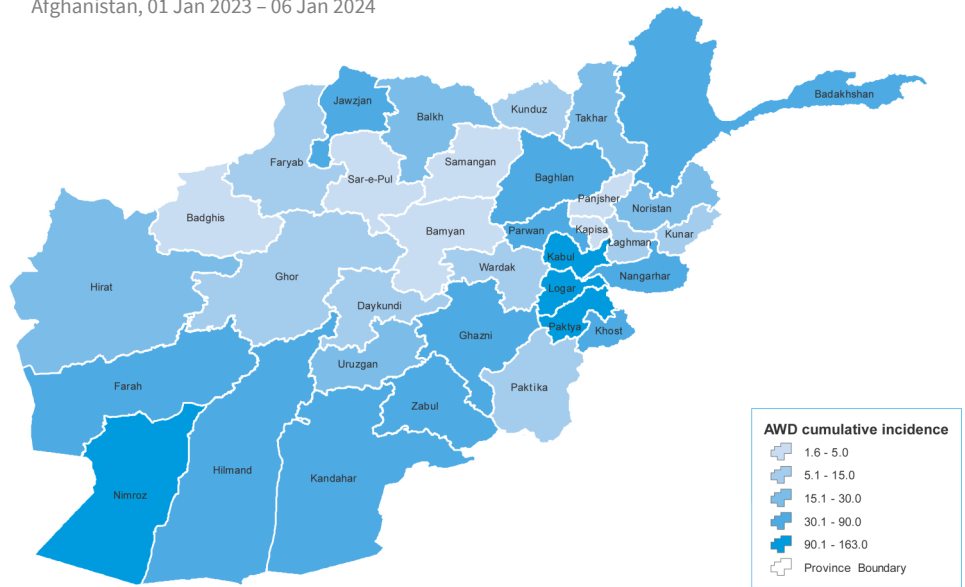 Afghanistan, 01 Jan 2023 – 06 Jan 2024
Jawzjan
Badakhshan
Balkh
Kunduz
Takhar
Faryab
Samangan
Sar-e-Pul
Baghlan
Panjsher
Noristan
Badghis
Bamyan
Parwan
Kapisa
Kunar
Laghman
Kabul
Wardak
Nangarhar
Ghor
Hirat
Logar
Daykundi
Paktya
Khost
Ghazni
Uruzgan
Farah
Paktika
Zabul
Hilmand
Kandahar
Nimroz
AWD cumulative incidence
1.6 - 5.0
5.1 - 15.0
15.1 - 30.0
30.1 - 90.0
90.1 - 163.0
Province Boundary